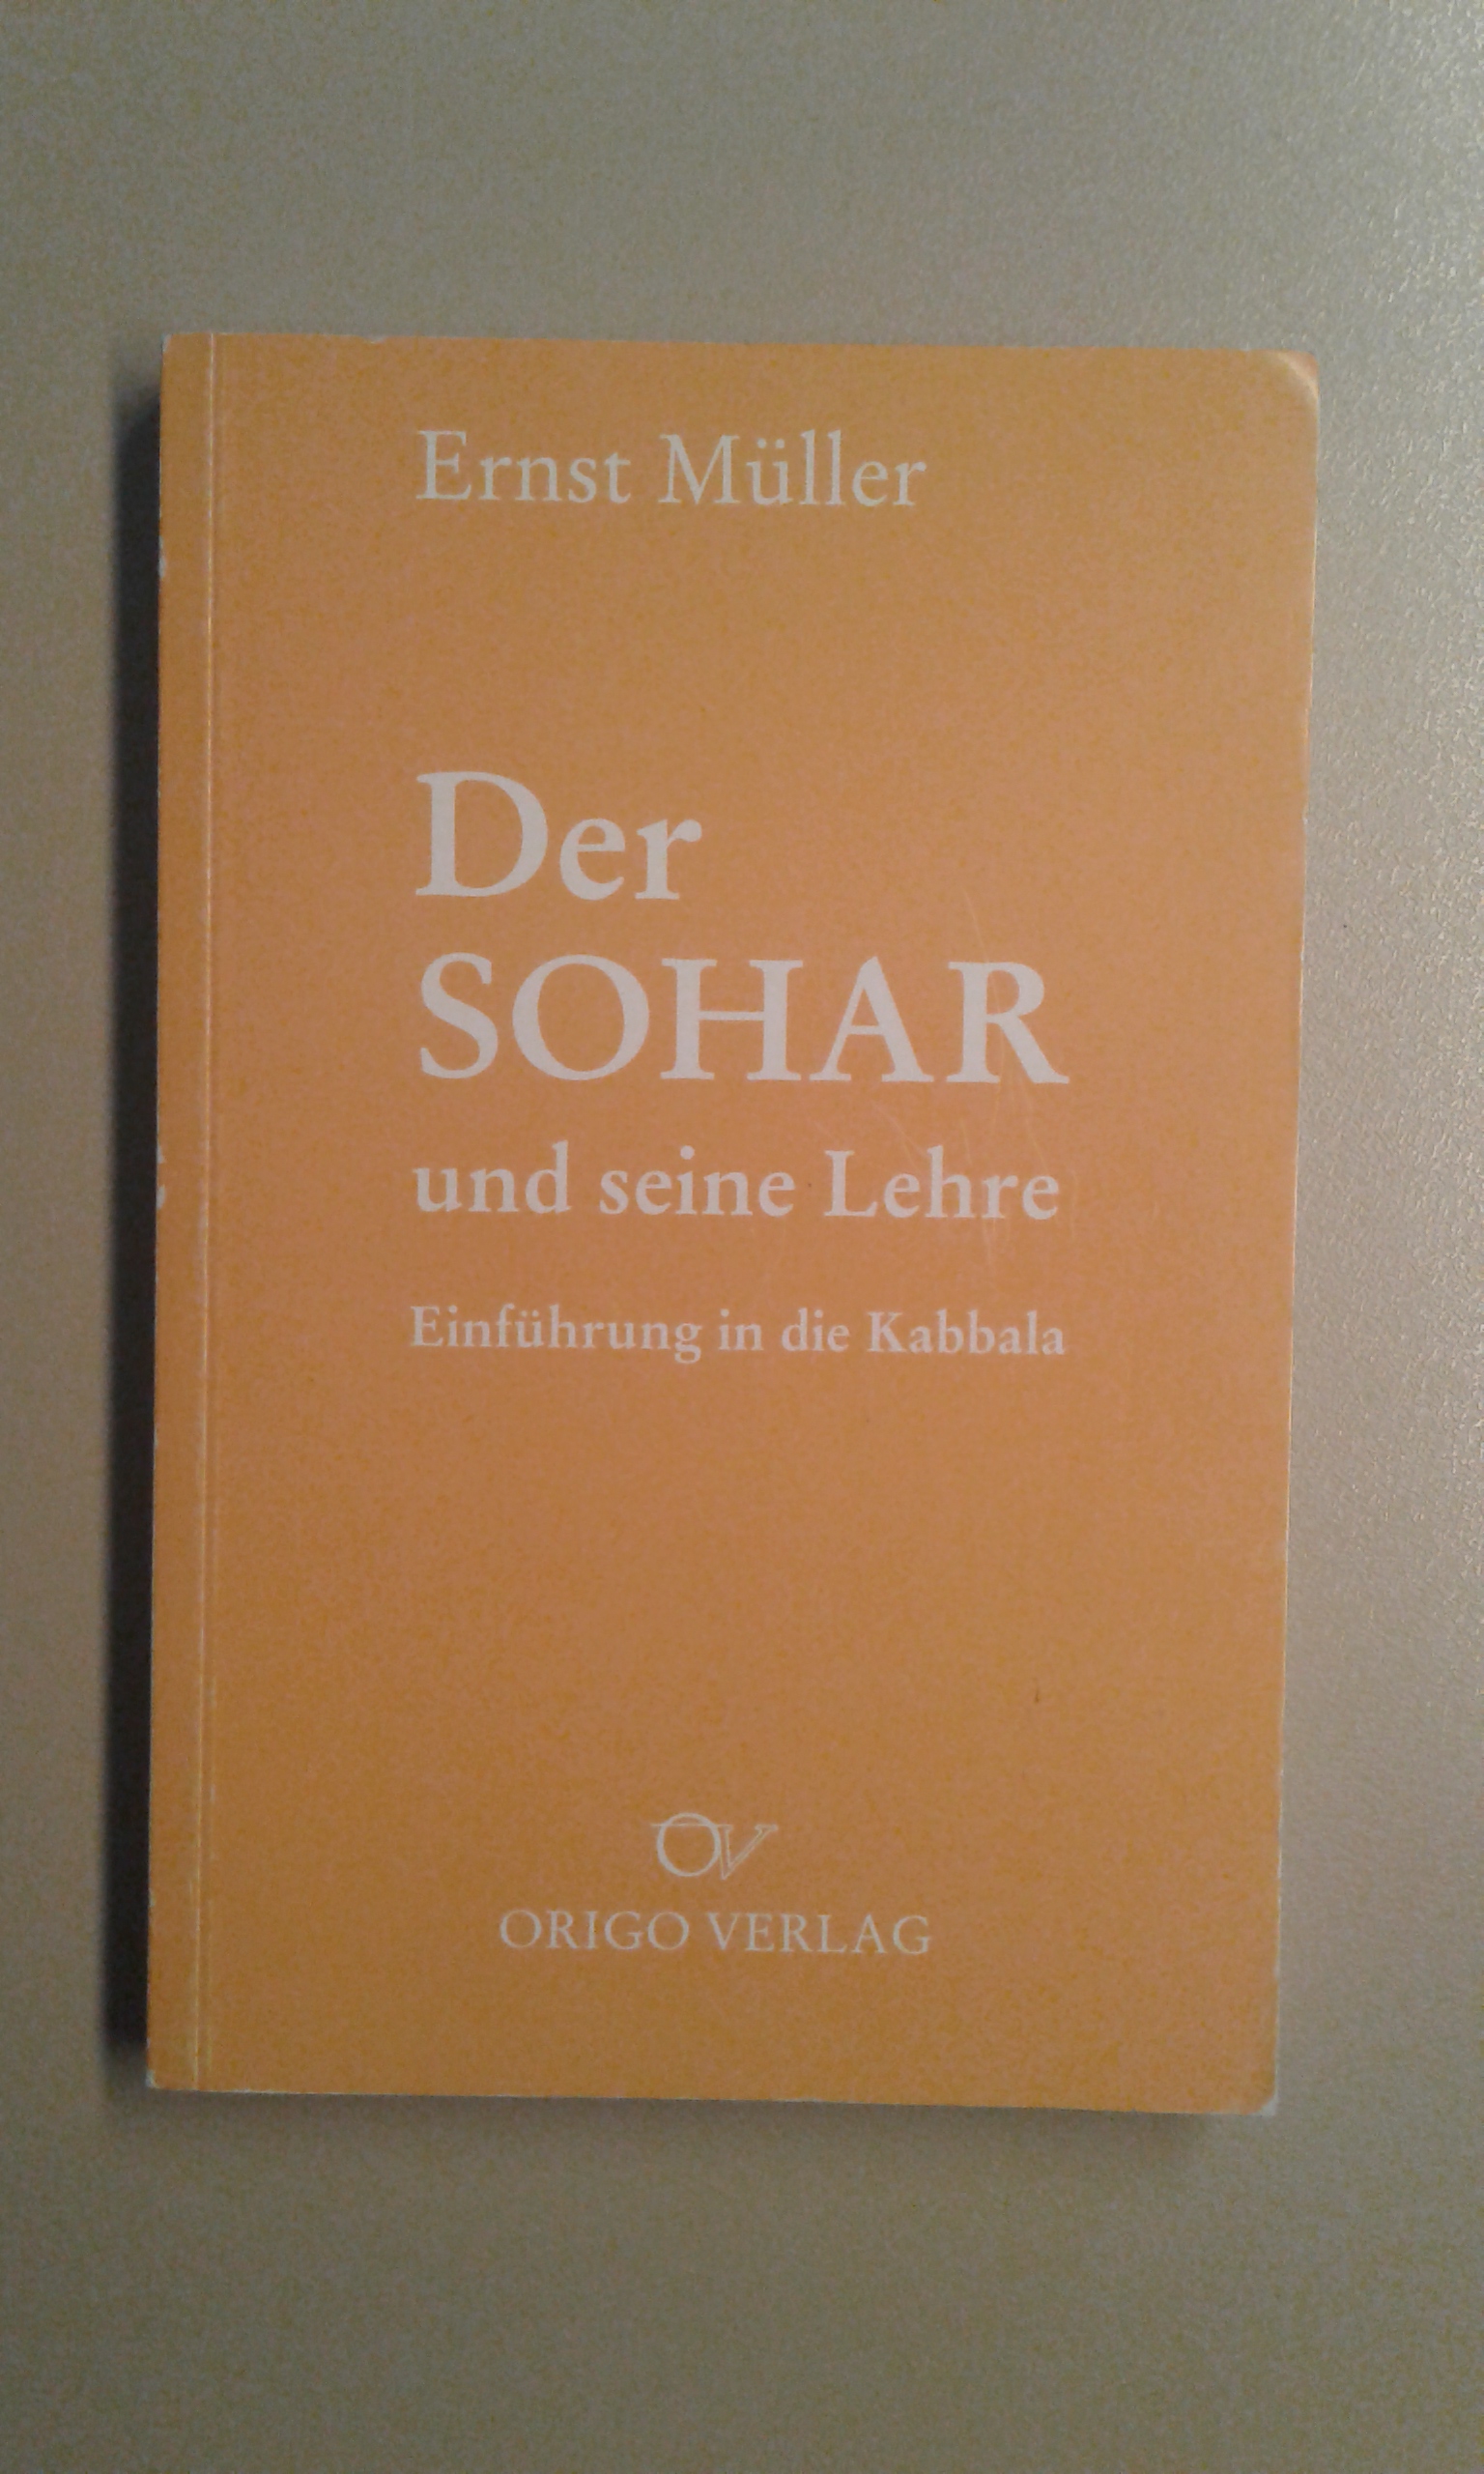 Ernst Müller
Der
SOHAR
und seine Lehre
Einführung in die Kabbala
OV
ORIGO VERLAG